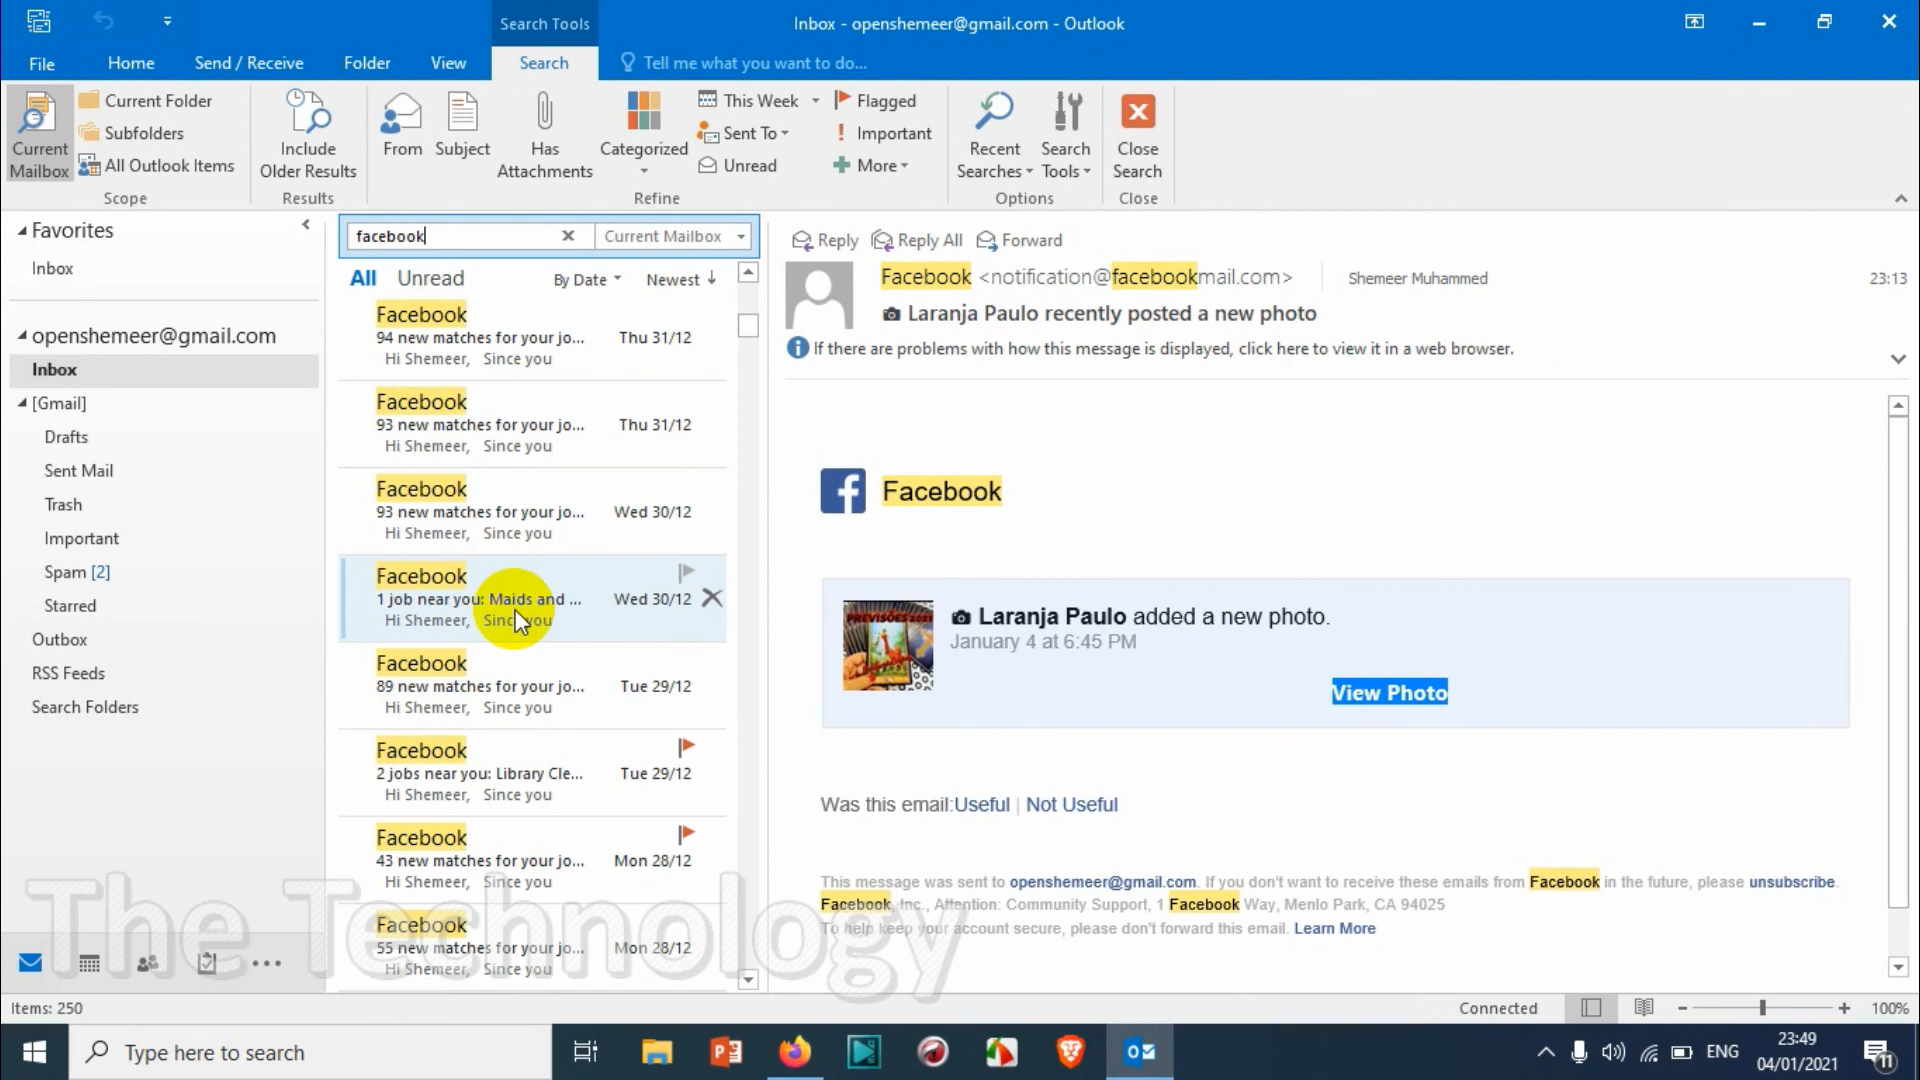 Search Tools
Inbox - openshemeer@gmail.com - Outlook
File
Home
Send / Receive
Folder
View
Search
Tell me what you want to do...
Current Mailbox
Current Folder
Subfolders
All Outlook Items
Scope
Include Older Results
Results
From
Subject
Has Attachments
Categorized
This Week
Sent To
Unread
Flagged
Important
More
Refine
Recent Searches
Search Tools
Options
Close Search
Close
Favorites
Inbox
openshemeer@gmail.com
Inbox
[Gmail]
Drafts
Sent Mail
Trash
Important
Spam [2]
Starred
Outbox
RSS Feeds
Search Folders
facebook
Current Mailbox
All Unread By Date Newest
Facebook
94 new matches for your jo... Thu 31/12
Hi Shemeer, Since you
Facebook
93 new matches for your jo... Thu 31/12
Hi Shemeer, Since you
Facebook
93 new matches for your jo... Wed 30/12
Hi Shemeer, Since you
Facebook
1 job near you: Maids and ... Wed 30/12
Hi Shemeer, Since you
Facebook
89 new matches for your jo... Tue 29/12
Hi Shemeer, Since you
Facebook
2 jobs near you: Library Cle... Tue 29/12
Hi Shemeer, Since you
Facebook
43 new matches for your jo... Mon 28/12
Hi Shemeer, Since you
Facebook
55 new matches for your jo... Mon 28/12
Hi Shemeer, Since you
Reply Reply All Forward
Facebook <notification@facebookmail.com> Shemeer Muhammed 23:13
Laranja Paulo recently posted a new photo
If there are problems with how this message is displayed, click here to view it in a web browser.
Facebook
PREVISÕES 2021
Laranja Paulo added a new photo.
January 4 at 6:45 PM
View Photo
Was this email:Useful | Not Useful
This message was sent to openshemeer@gmail.com. If you don't want to receive these emails from Facebook in the future, please unsubscribe.
Facebook, Inc., Attention: Community Support, 1 Facebook Way, Menlo Park, CA 94025
To help keep your account secure, please don't forward this email. Learn More
The Technology
Items: 250
Connected
100%
Type here to search
ENG
23:49
04/01/2021
11